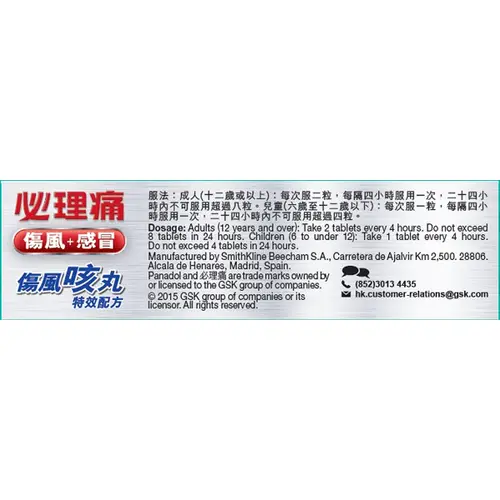 必理痛
傷風+感冒
傷風咳丸
特效配方
服法：成人(十二歲或以上)：每次服二粒，每隔四小時服用一次，二十四小
時內不可服用超過八粒。兒童(六歲至十二歲以下)：每次服一粒，每隔四小
時服用一次，二十四小時內不可服用超過四粒。
Dosage: Adults (12 years and over): Take 2 tablets every 4 hours. Do not exceed
8 tablets in 24 hours. Children (6 to under 12): Take 1 tablet every 4 hours.
Do not exceed 4 tablets in 24 hours.
Manufactured by SmithKline Beecham S.A., Carretera de Ajalvir Km 2,500. 28806.
Alcala de Henares, Madrid, Spain.
Panadol and 必理痛 are trade marks owned by
or licensed to the GSK group of companies.
© 2015 GSK group of companies or its
licensor. All rights reserved.
(852)3013 4435
hk.customer-relations@gsk.com